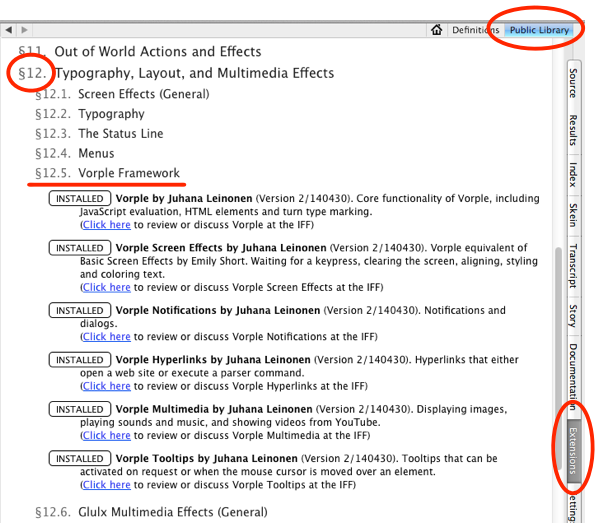 Definitions Public Library
§11. Out of World Actions and Effects
§12. Typography, Layout, and Multimedia Effects
§12.1. Screen Effects (General)
§12.2. Typography
§12.3. The Status Line
§12.4. Menus
§12.5. Vorple Framework
INSTALLED Vorple by Juhana Leinonen (Version 2/140430). Core functionality of Vorple, including
JavaScript evaluation, HTML elements and turn type marking.
(Click here to review or discuss Vorple at the IFF)
INSTALLED Vorple Screen Effects by Juhana Leinonen (Version 2/140430). Vorple equivalent of
Basic Screen Effects by Emily Short. Waiting for a keypress, clearing the screen, aligning, styling
and coloring text.
(Click here to review or discuss Vorple Screen Effects at the IFF)
INSTALLED Vorple Notifications by Juhana Leinonen (Version 2/140430). Notifications and
dialogs.
(Click here to review or discuss Vorple Notifications at the IFF)
INSTALLED Vorple Hyperlinks by Juhana Leinonen (Version 2/140430). Hyperlinks that either
open a web site or execute a parser command.
(Click here to review or discuss Vorple Hyperlinks at the IFF)
INSTALLED Vorple Multimedia by Juhana Leinonen (Version 2/140430). Displaying images,
playing sounds and music, and showing videos from YouTube.
(Click here to review or discuss Vorple Multimedia at the IFF)
INSTALLED Vorple Tooltips by Juhana Leinonen (Version 2/140430). Tooltips that can be
activated on request or when the mouse cursor is moved over an element.
(Click here to review or discuss Vorple Tooltips at the IFF)
§12.6. Glulx Multimedia Effects (General)
Source
Results
Index
Skein
Transcript
Story
Documentation
Extensions